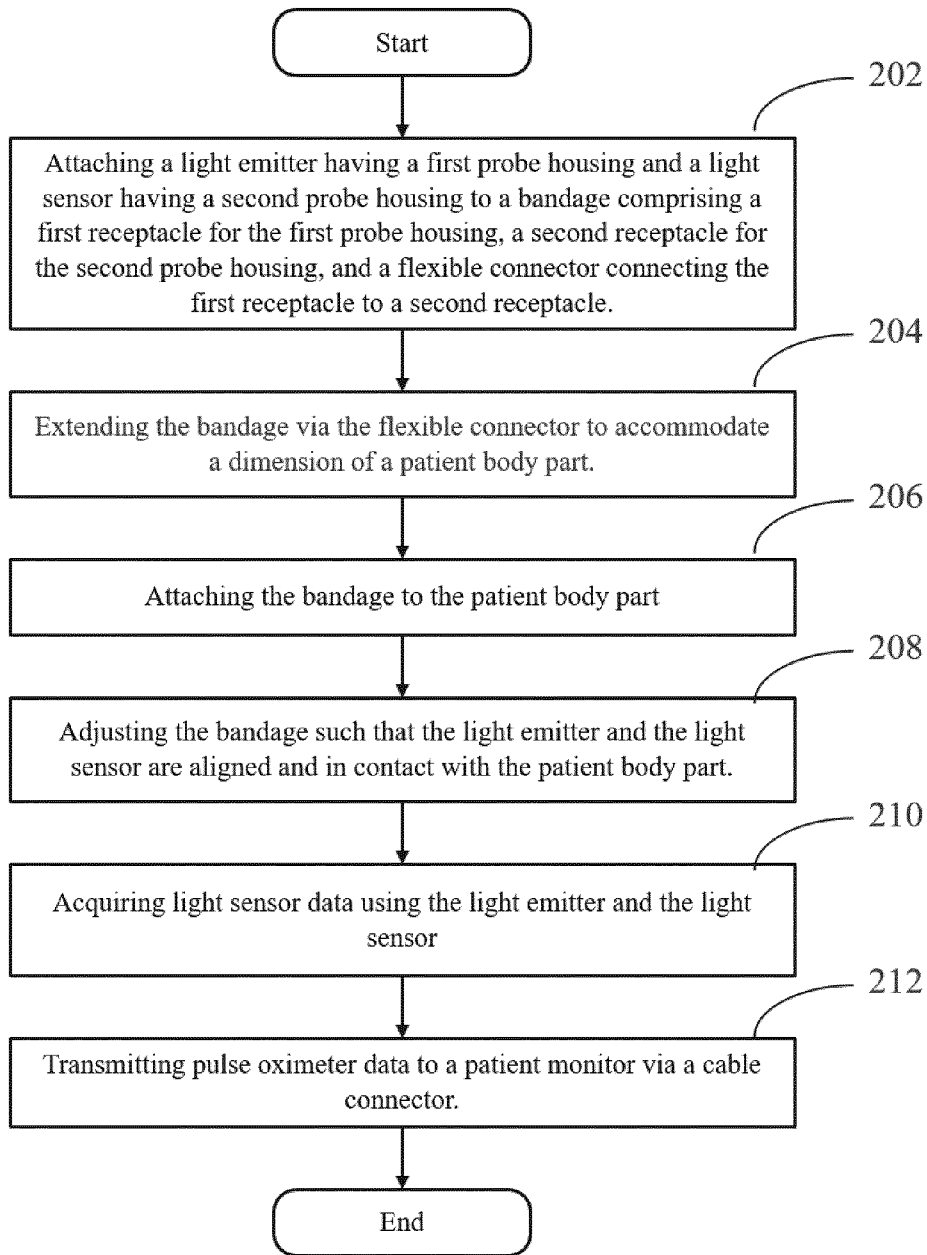 Start
202
Attaching a light emitter having a first probe housing and a light
sensor having a second probe housing to a bandage comprising a
first receptacle for the first probe housing, a second receptacle for
the second probe housing, and a flexible connector connecting the
first receptacle to a second receptacle.
204
Extending the bandage via the flexible connector to accommodate
a dimension of a patient body part.
206
Attaching the bandage to the patient body part
208
Adjusting the bandage such that the light emitter and the light
sensor are aligned and in contact with the patient body part.
210
Acquiring light sensor data using the light emitter and the light
sensor
212
Transmitting pulse oximeter data to a patient monitor via a cable
connector.
End